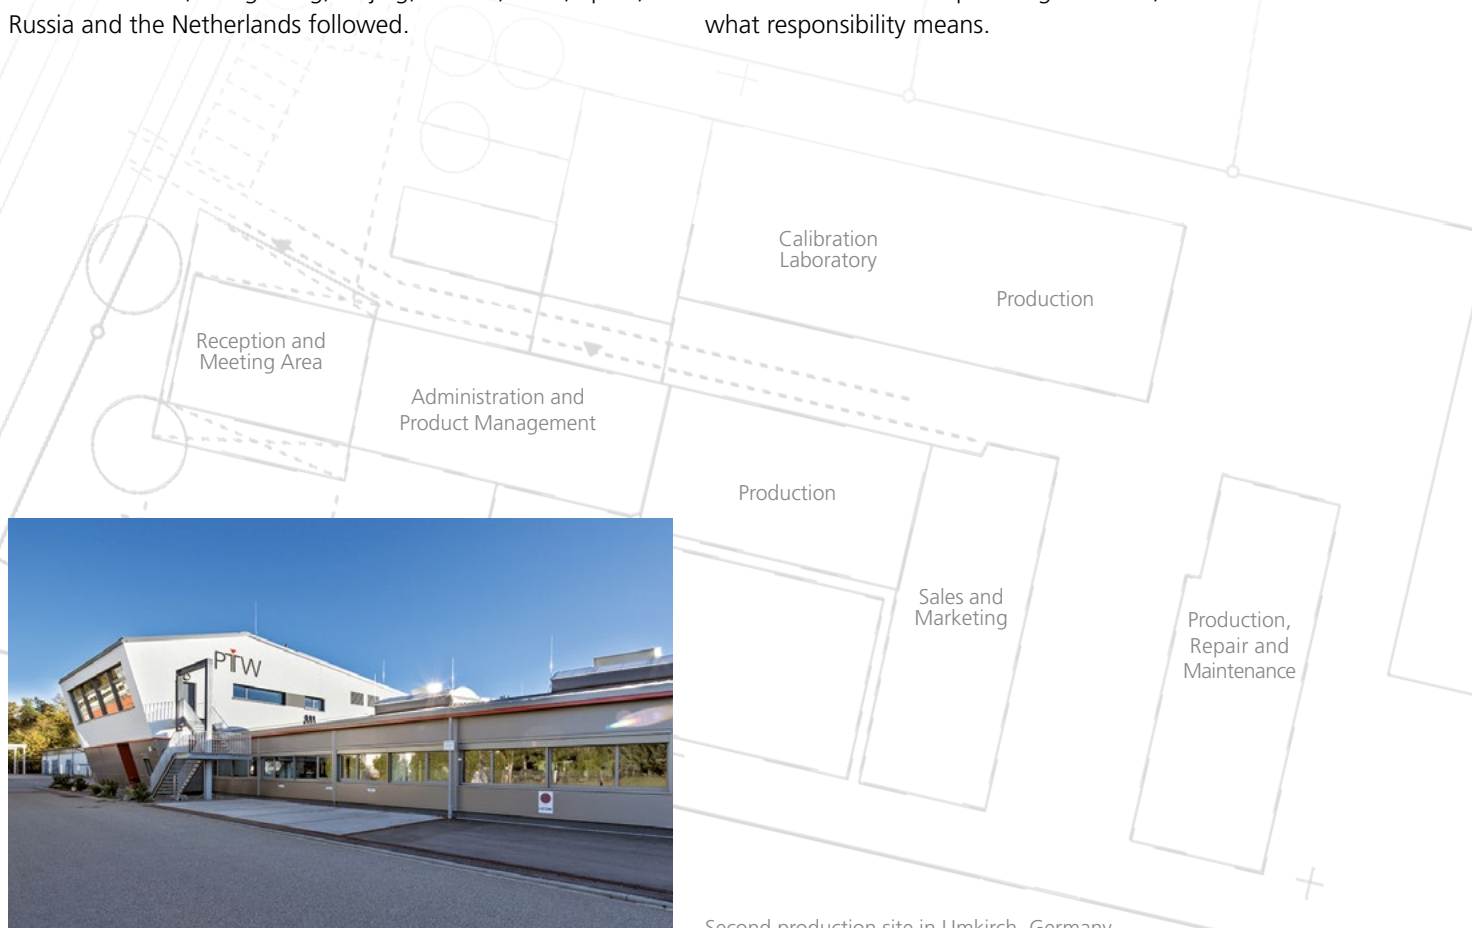 Russia and the Netherlands followed.
what responsibility means.
Calibration
Laboratory
Production
Reception and
Meeting Area
Administration and
Product Management
Production
Sales and
Marketing
Production,
Repair and
Maintenance
PTW
Second production site in Umkirch, Germany